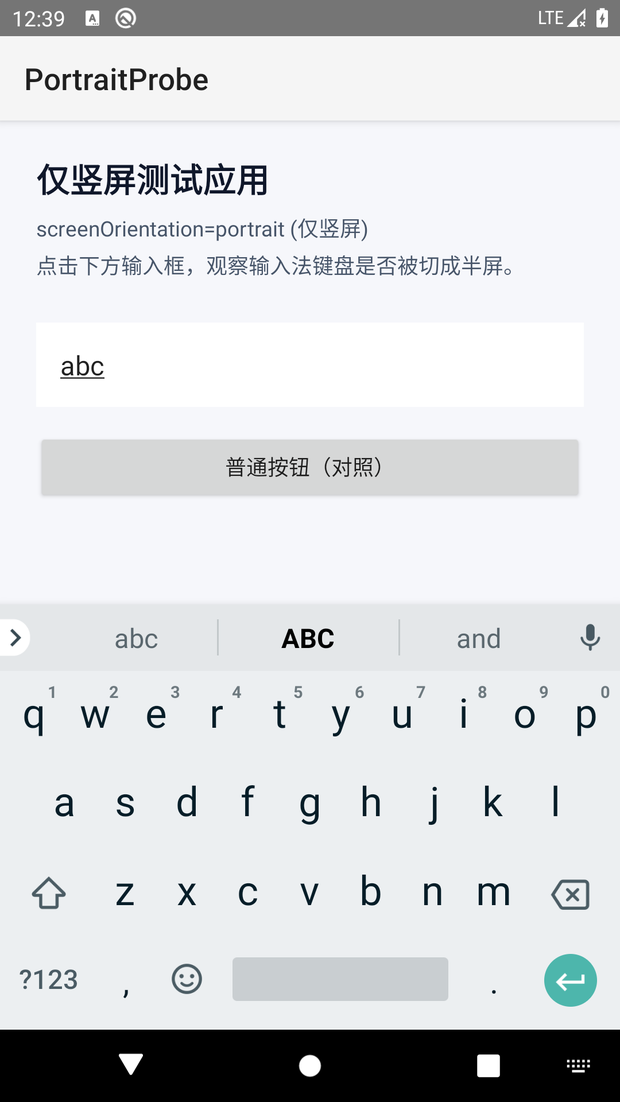 12:39 A LTE
PortraitProbe
仅竖屏测试应用
screenOrientation=portrait (仅竖屏)
点击下方输入框，观察输入法键盘是否被切成半屏。
abc
普通按钮（对照）
abc ABC and
1 2 3 4 5 6 7 8 9 0
q w e r t y u i o p
a s d f g h j k l
z x c v b n m
?123 , .